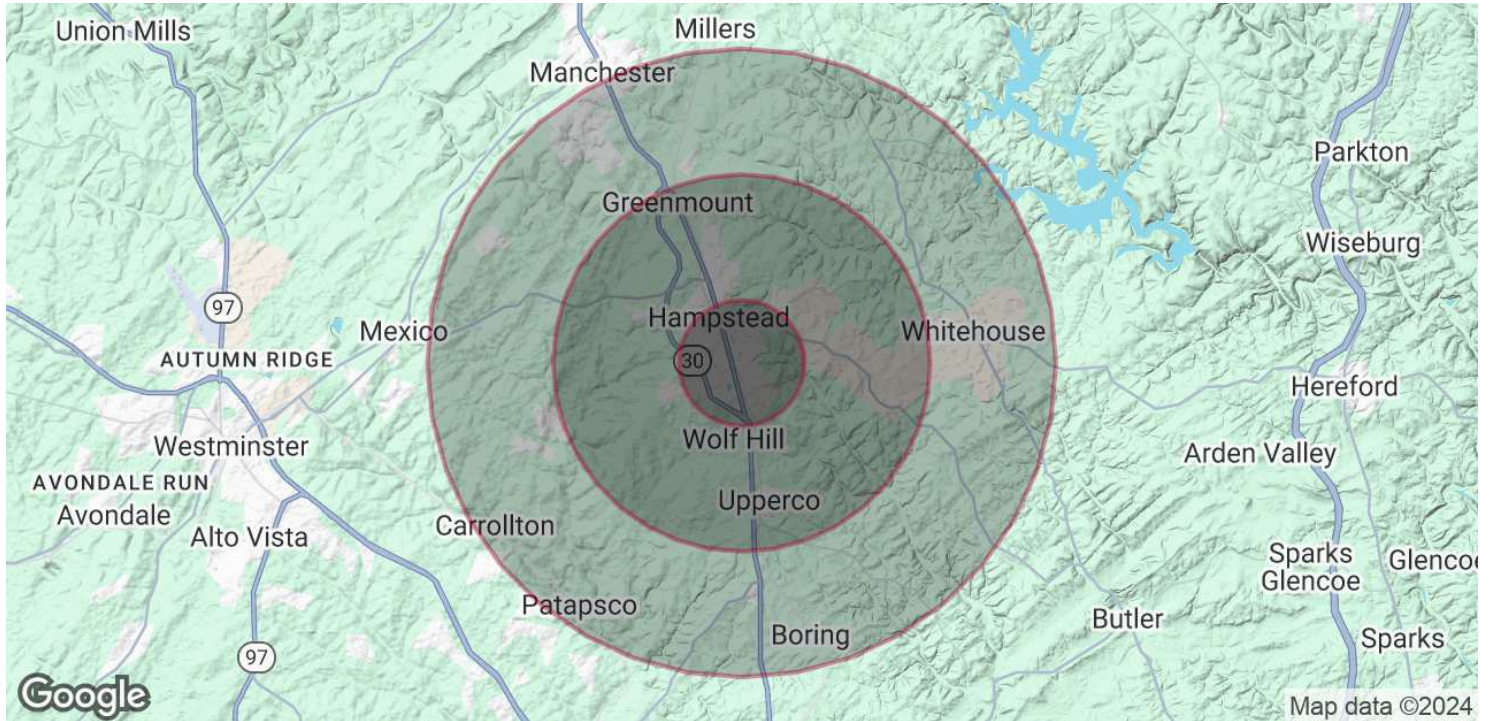 Union Mills
Millers
Manchester
Parkton
Greenmount
Wiseburg
97
Hampstead
Mexico
Whitehouse
AUTUMN RIDGE
30
Hereford
Westminster
Wolf Hill
Arden Valley
AVONDALE RUN
Avondale
Upperco
Carrollton
Alto Vista
Sparks
Glencoe
Glencoe
Patapsco
Butler
Boring
Sparks
97
Google
Map data ©2024